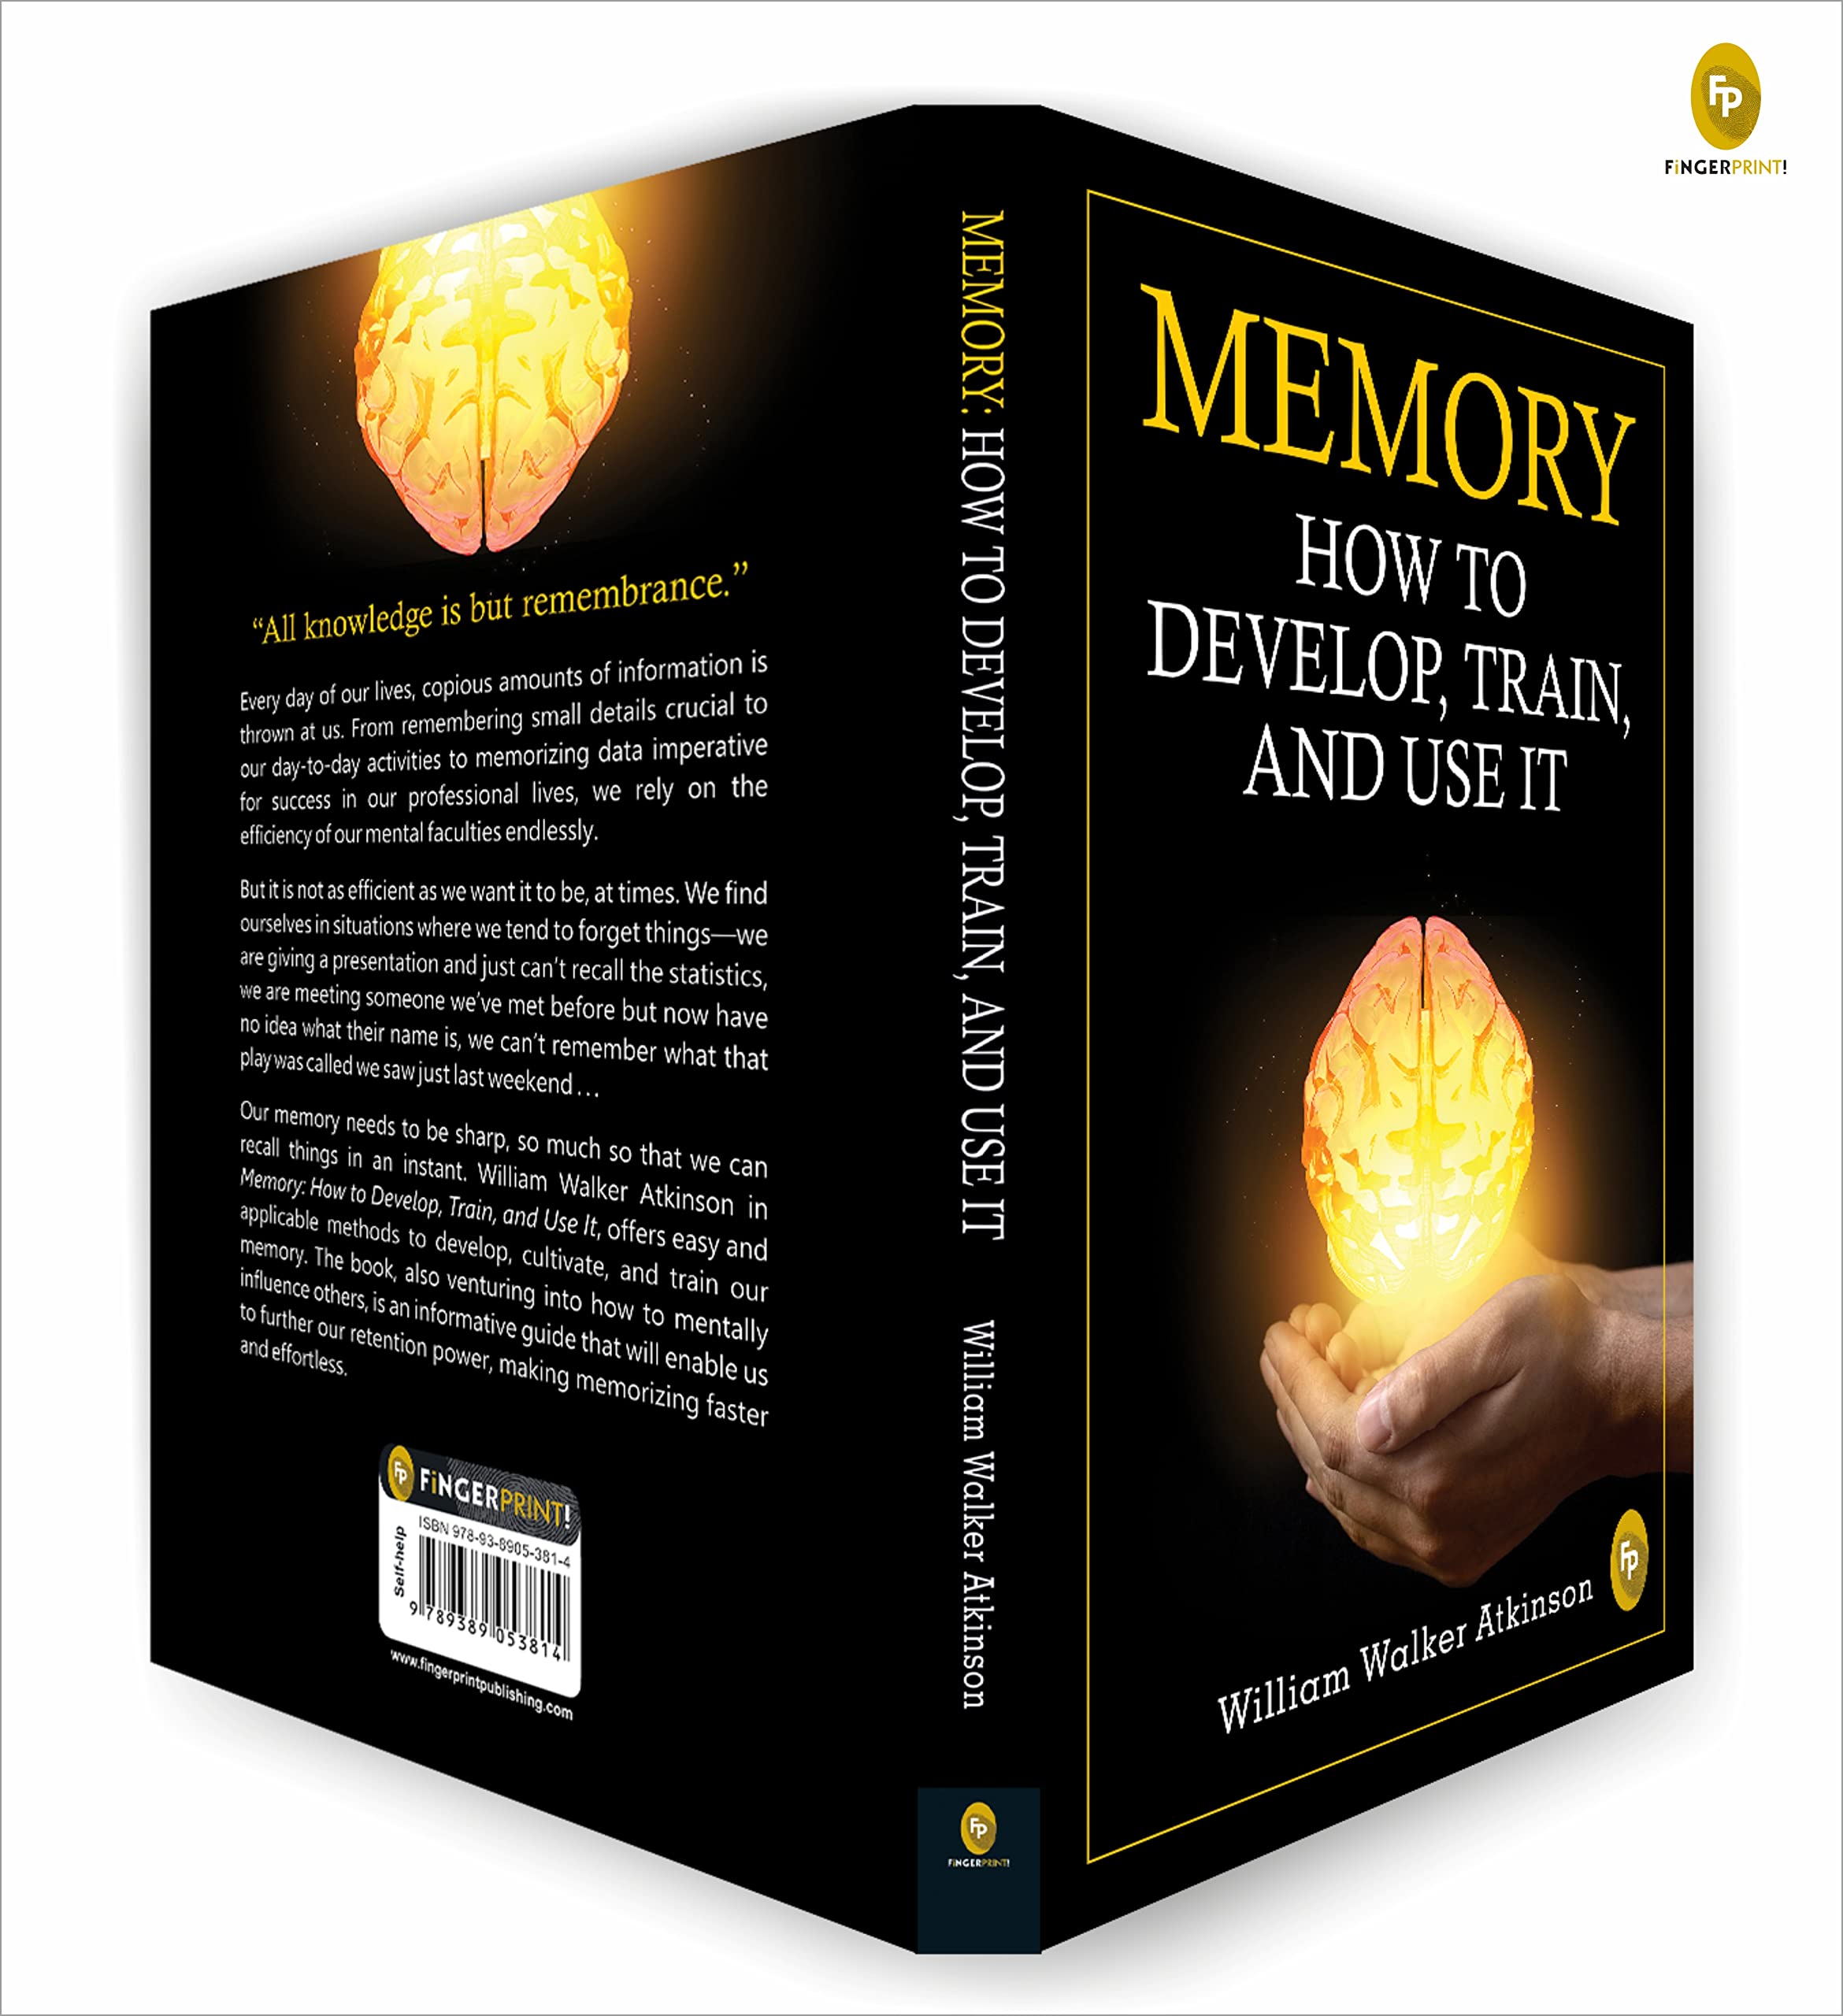 FP
FiNGERPRINT!
“All knowledge is but remembrance.”
Every day of our lives, copious amounts of information is
thrown at us. From remembering small details crucial to
our day-to-day activities to memorizing data imperative
for success in our professional lives, we rely on the
efficiency of our mental faculties endlessly.
But it is not as efficient as we want it to be, at times. We find
ourselves in situations where we tend to forget things—we
are giving a presentation and just can’t recall the statistics,
we are meeting someone we’ve met before but now have
no idea what their name is, we can’t remember what that
play was called we saw just last weekend . . .
Our memory needs to be sharp, so much so that we can
recall things in an instant. William Walker Atkinson in
Memory: How to Develop, Train, and Use It, offers easy and
applicable methods to develop, cultivate, and train our
memory. The book, also venturing into how to mentally
influence others, is an informative guide that will enable us
to further our retention power, making memorizing faster
and effortless.
FP FiNGERPRINT!
ISBN 978-93-8905-381-4
Self-help
9 789389 053814
www.fingerprintpublishing.com
MEMORY: HOW TO DEVELOP, TRAIN, AND USE IT
William Walker Atkinson
FP
FiNGERPRINT!
MEMORY
HOW TO
DEVELOP, TRAIN,
AND USE IT
William Walker Atkinson
FP